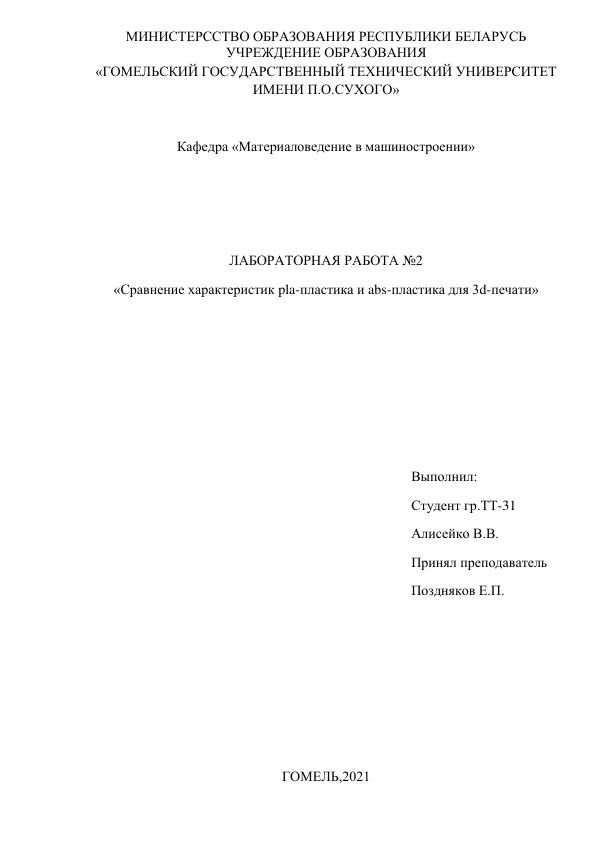 МИНИСТЕРССТВО ОБРАЗОВАНИЯ РЕСПУБЛИКИ БЕЛАРУСЬ
УЧРЕЖДЕНИЕ ОБРАЗОВАНИЯ
«ГОМЕЛЬСКИЙ ГОСУДАРСТВЕННЫЙ ТЕХНИЧЕСКИЙ УНИВЕРСИТЕТ
ИМЕНИ П.О.СУХОГО»
Кафедра «Материаловедение в машиностроении»
ЛАБОРАТОРНАЯ РАБОТА №2
«Сравнение характеристик pla-пластика и abs-пластика для 3d-печати»
Выполнил:
Студент гр.ТТ-31
Алисейко В.В.
Принял преподаватель
Поздняков Е.П.
ГОМЕЛЬ,2021